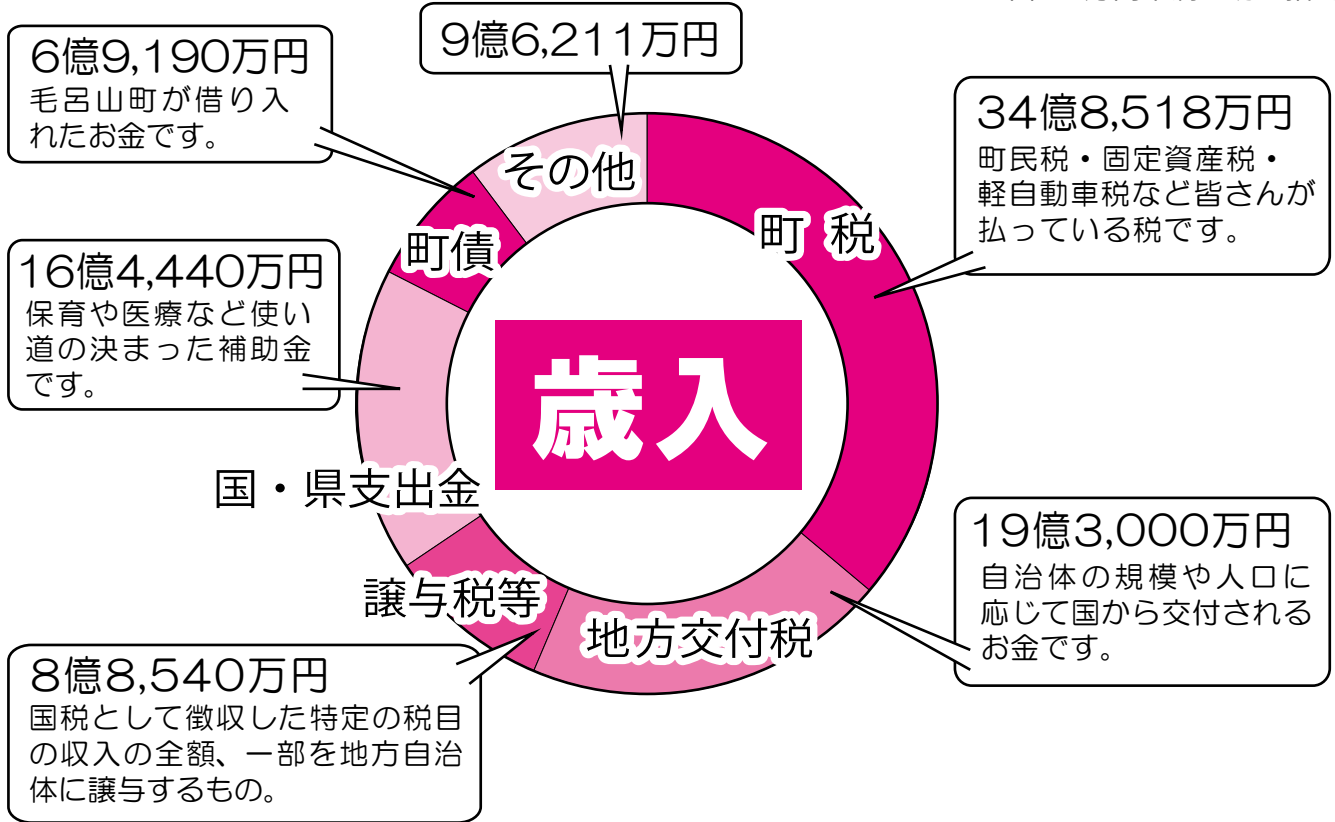 6億9,190万円
毛呂山町が借り入
れたお金です。
9億6,211万円
34億8,518万円
町民税・固定資産税・
軽自動車税など皆さんが
払っている税です。
その他
町債
町税
16億4,440万円
保育や医療など使い
道の決まった補助金
です。
歳入
国・県支出金
譲与税等
地方交付税
19億3,000万円
自治体の規模や人口に
応じて国から交付される
お金です。
8億8,540万円
国税として徴収した特定の税目
の収入の全額、一部を地方自治
体に譲与するもの。